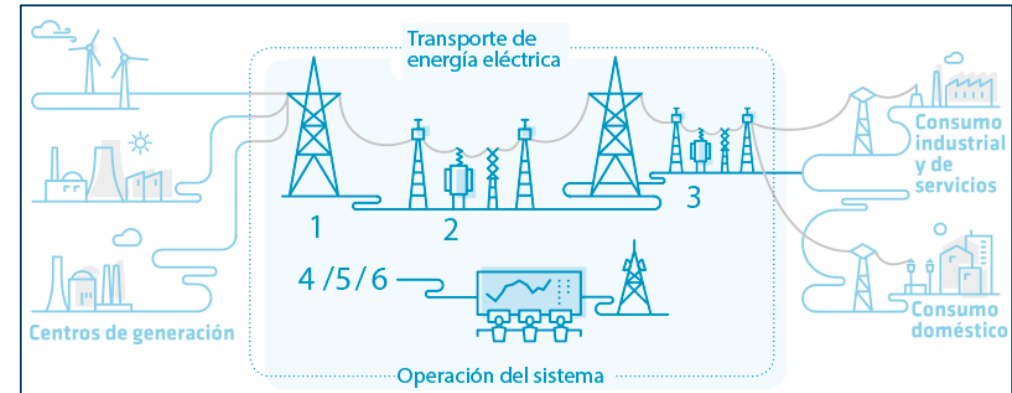 Transporte de
energía eléctrica
Consumo
industrial
y de
servicios
1
2
3
4 /5/ 6
Centros de generación
Consumo
doméstico
Operación del sistema